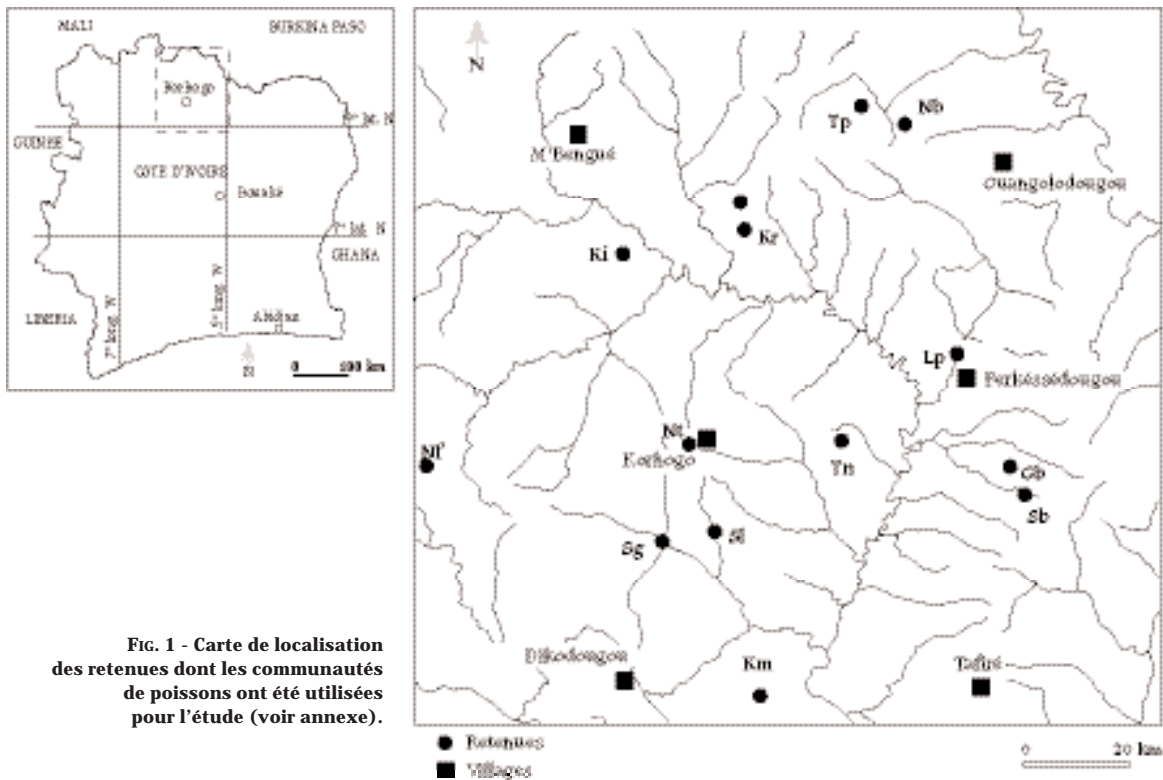 MALI
BURKINA FASO
Korhogo
9° lat. N
GUINEE
COTE D'IVOIRE
Bouaké
7° lat. N
GHANA
LIBERIA
7° long. W
5° long. W
Abidjan
N
0 100 km
N
Tp
Nb
M'Bengué
Ouangolodougou
Kr
Ki
Lp
Ferkéssédougou
Nt
Korhogo
Nf
Tn
Gb
Sb
Sg
Sl
Dikodougou
Km
Tafiré
Retenues
Villages
0 20 km
FIG. 1 - Carte de localisation
des retenues dont les communautés
de poissons ont été utilisées
pour l'étude (voir annexe).